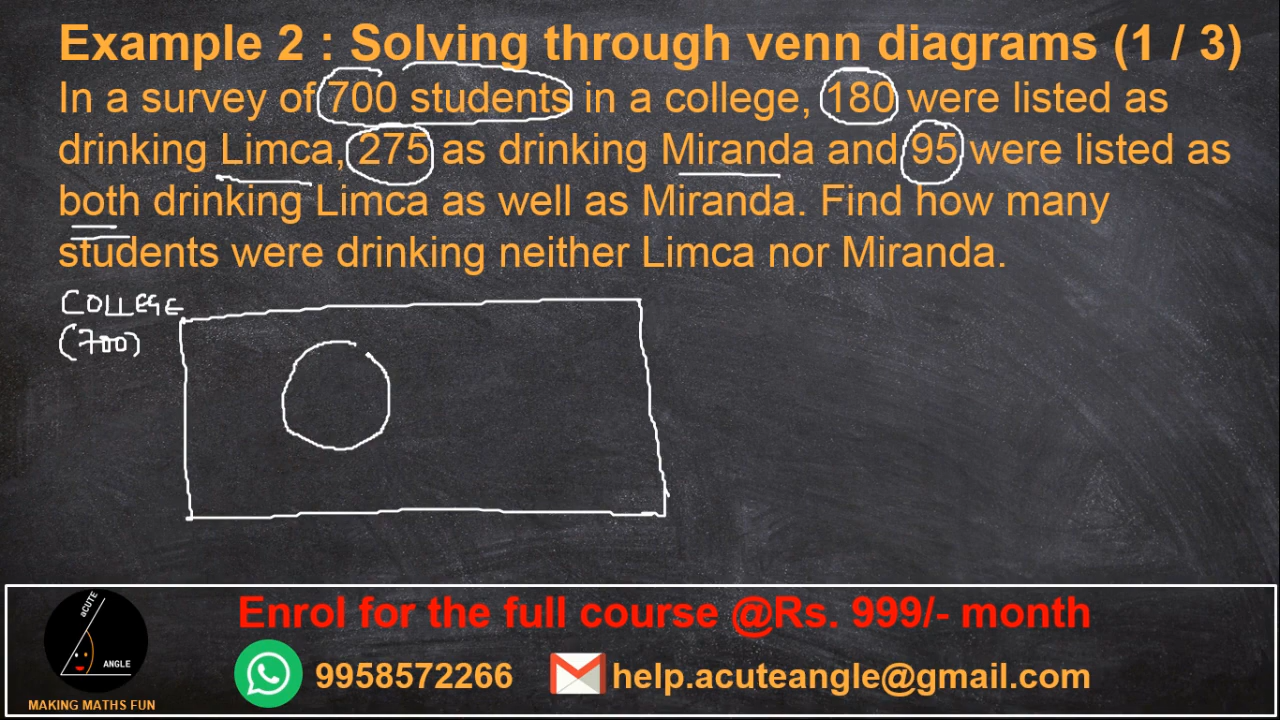 Example 2 : Solving through venn diagrams (1 / 3)
In a survey of 700 students in a college, 180 were listed as
drinking Limca, 275 as drinking Miranda and 95 were listed as
both drinking Limca as well as Miranda. Find how many
students were drinking neither Limca nor Miranda.
COLLEGE
(700)
aCUTE
ANGLE
MAKING MATHS FUN
Enrol for the full course @Rs. 999/- month
9958572266
help.acuteangle@gmail.com